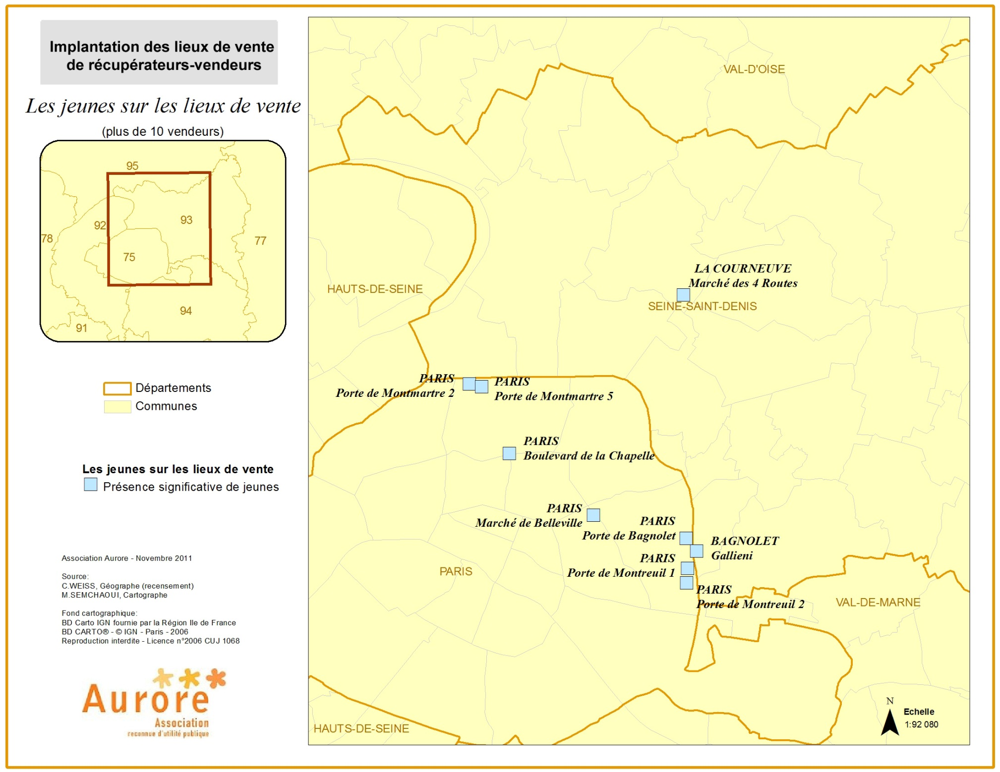 Implantation des lieux de vente
de récupérateurs-vendeurs
Les jeunes sur les lieux de vente
(plus de 10 vendeurs)
95
92
93
78
77
75
94
91
Départements
Communes
Les jeunes sur les lieux de vente
Présence significative de jeunes
Association Aurore - Novembre 2011
Source:
C.WEISS, Géographe (recensement)
M.SEMCHAOUI, Cartographe
Fond cartographique:
BD Carto IGN fournie par la Région Ile de France
BD CARTO® - © IGN - Paris - 2006
Reproduction interdite - Licence n°2006 CUJ 1068
Aurore
Association
reconnue d'utilité publique
VAL-D'OISE
LA COURNEUVE
Marché des 4 Routes
HAUTS-DE-SEINE
SEINE-SAINT-DENIS
PARIS
Porte de Montmartre 2
PARIS
Porte de Montmartre 5
PARIS
Boulevard de la Chapelle
PARIS
Marché de Belleville
PARIS
Porte de Bagnolet
BAGNOLET
Gallieni
PARIS
Porte de Montreuil 1
PARIS
PARIS
Porte de Montreuil 2
VAL-DE-MARNE
HAUTS-DE-SEINE
N
Echelle
1:92 080